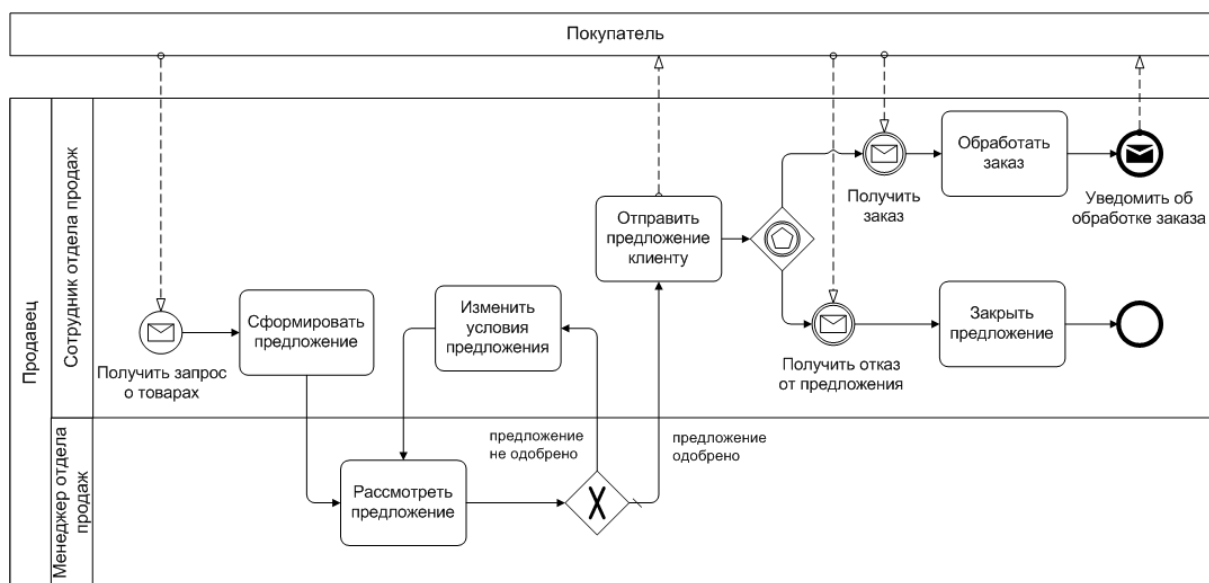 Покупатель
Продавец
Сотрудник отдела продаж
Менеджер отдела
продаж
Получить запрос
о товарах
Сформировать
предложение
Изменить
условия
предложения
Рассмотреть
предложение
предложение
не одобрено
предложение
одобрено
Отправить
предложение
клиенту
Получить
заказ
Обработать
заказ
Уведомить об
обработке заказа
Получить отказ
от предложения
Закрыть
предложение